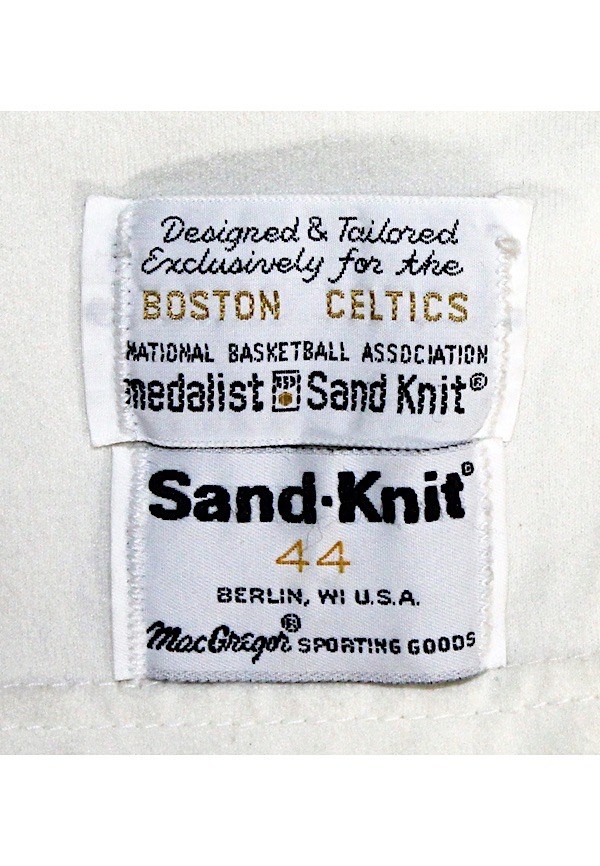 Designed & Tailored
Exclusively for the
BOSTON CELTICS
NATIONAL BASKETBALL ASSOCIATION
medalist Sand Knit®
Sand·Knit©
44
BERLIN, WI U.S.A.
MacGregor® SPORTING GOODS